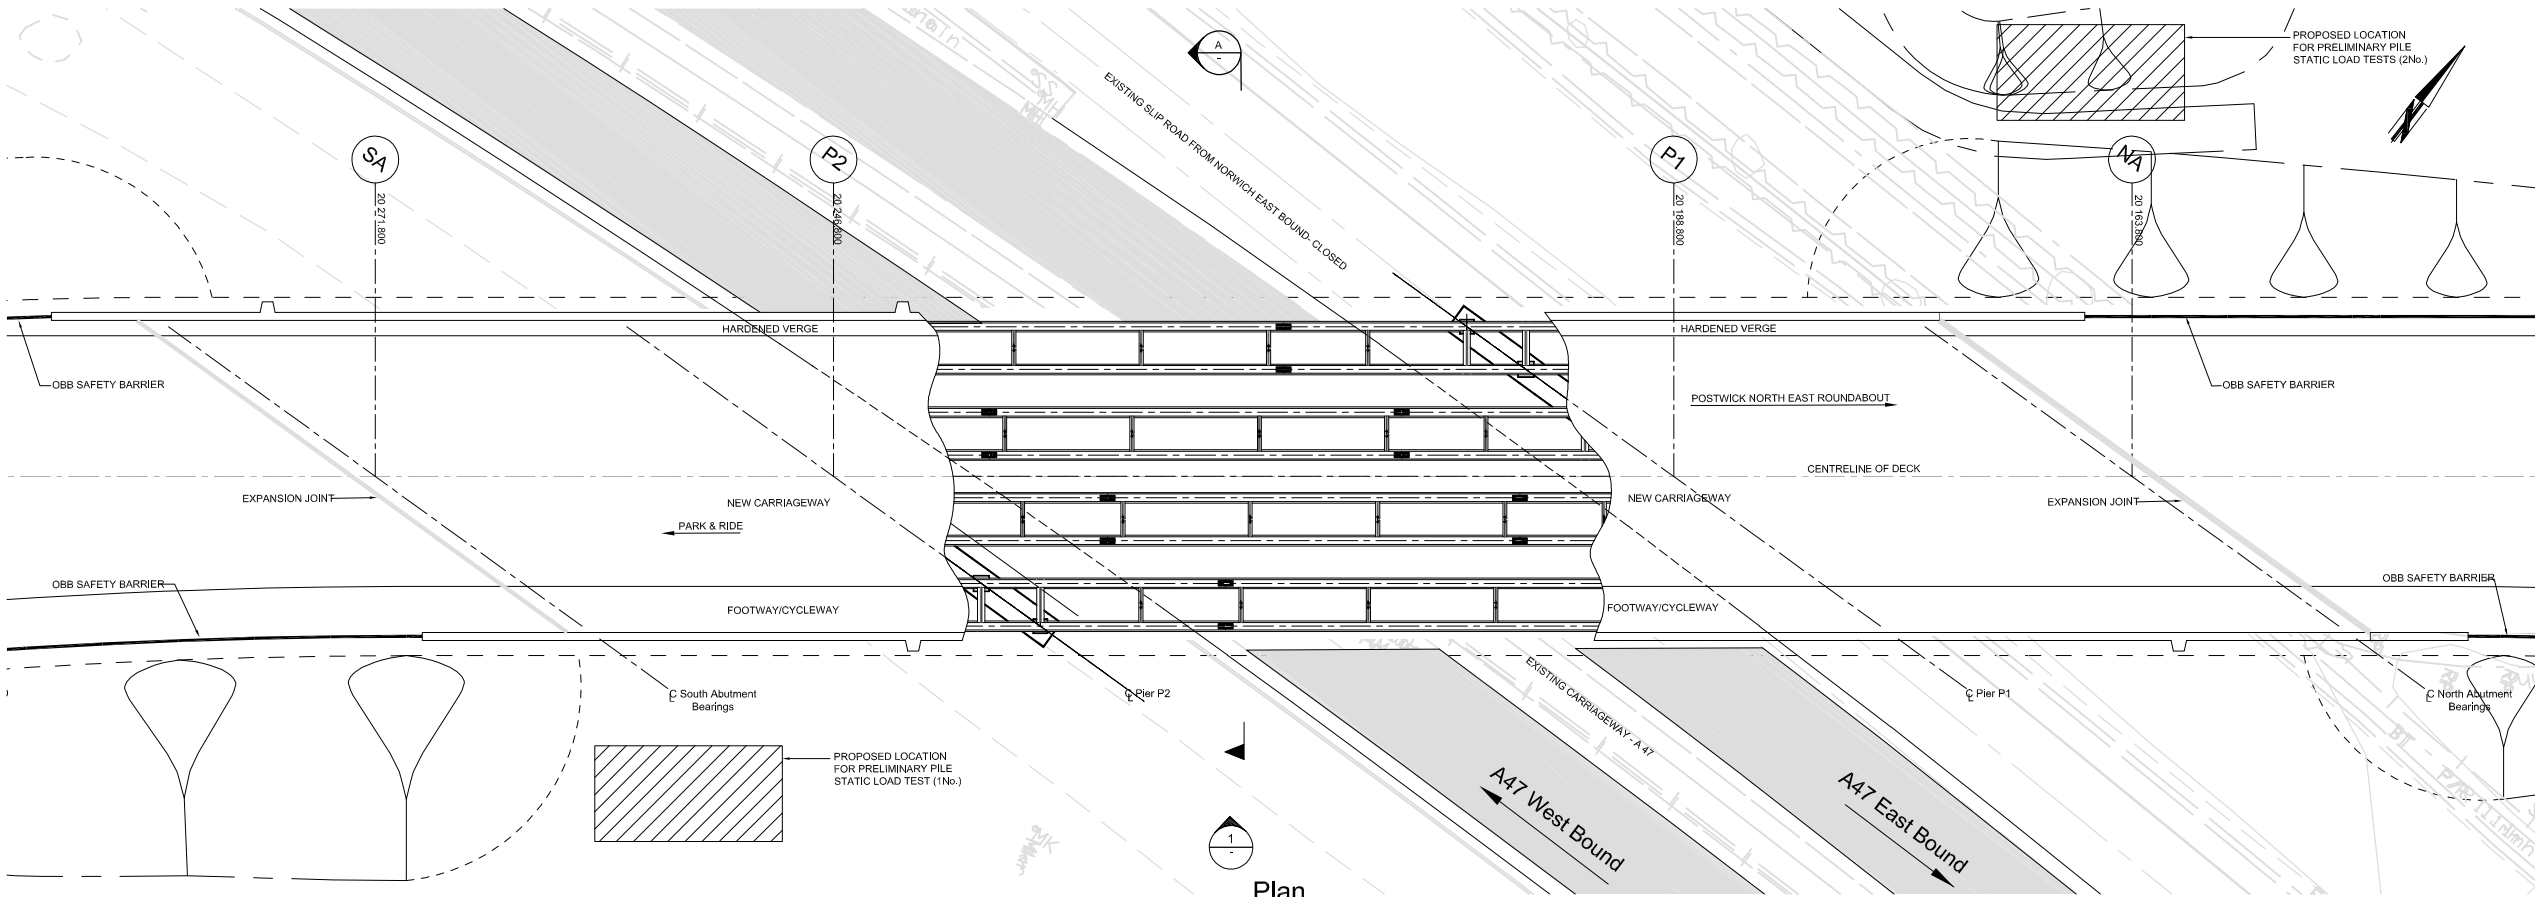 A
-
PROPOSED LOCATION
FOR PRELIMINARY PILE
STATIC LOAD TESTS (2No.)
N
EXISTING SLIP ROAD FROM NORWICH EAST BOUND- CLOSED
SA
P2
P1
NA
20 271.800
20 246.800
20 188.800
20 163.800
HARDENED VERGE
HARDENED VERGE
OBB SAFETY BARRIER
OBB SAFETY BARRIER
POSTWICK NORTH EAST ROUNDABOUT
CENTRELINE OF DECK
EXPANSION JOINT
NEW CARRIAGEWAY
NEW CARRIAGEWAY
EXPANSION JOINT
PARK & RIDE
OBB SAFETY BARRIER
OBB SAFETY BARRIER
FOOTWAY/CYCLEWAY
FOOTWAY/CYCLEWAY
EXISTING CARRIAGEWAY - A 47
CL South Abutment
Bearings
CL Pier P2
CL Pier P1
CL North Abutment
Bearings
PROPOSED LOCATION
FOR PRELIMINARY PILE
STATIC LOAD TEST (1No.)
A47 West Bound
A47 East Bound
1
-
Plan